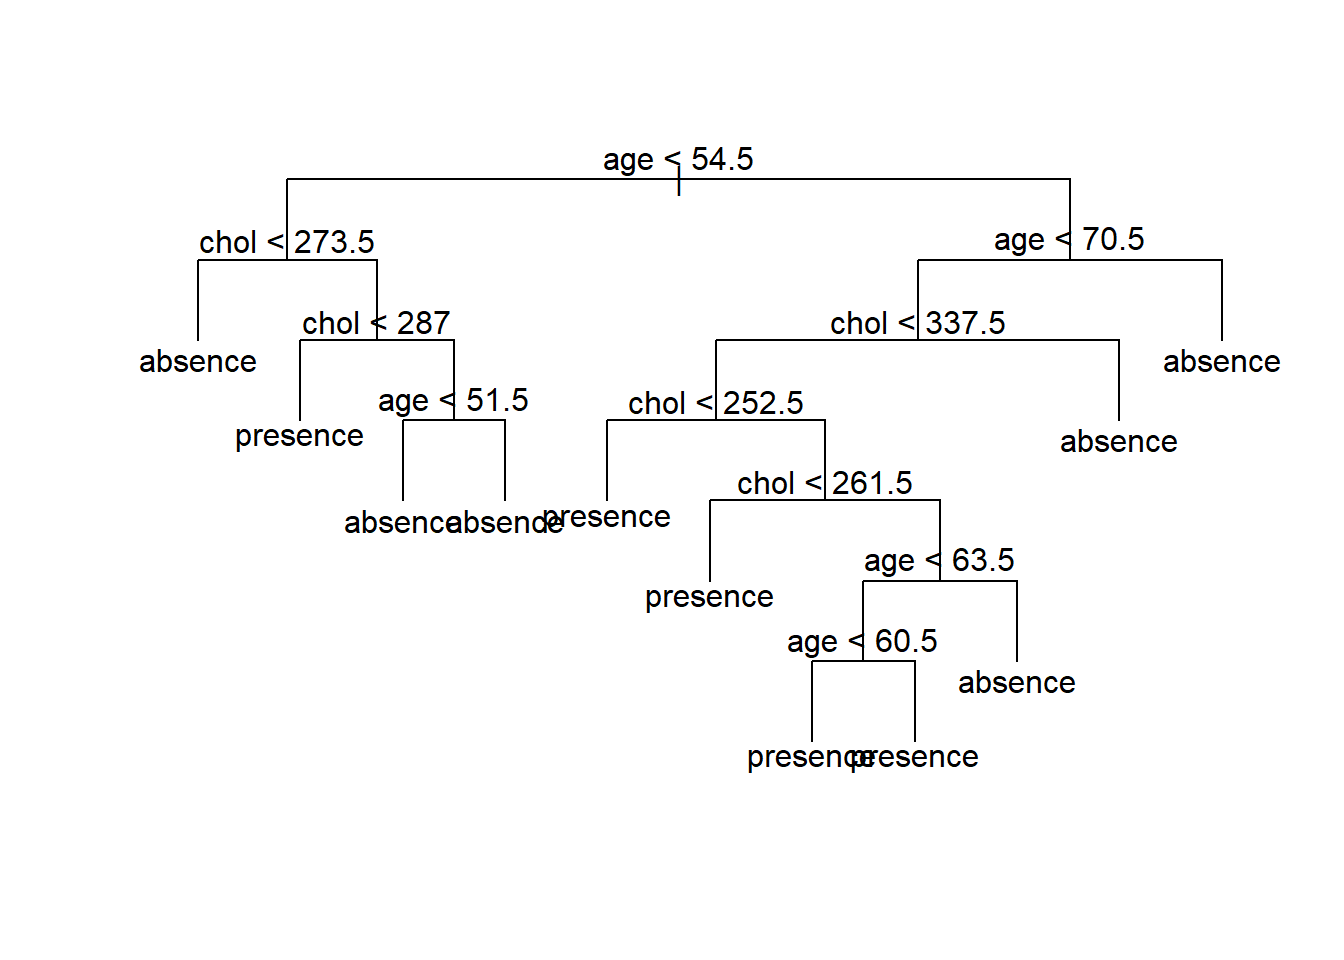 age < 54.5
chol < 273.5
age < 70.5
chol < 287
chol < 337.5
absence
absence
age < 51.5
chol < 252.5
presence
absence
chol < 261.5
absence
absence
presence
age < 63.5
presence
age < 60.5
absence
presence
presence